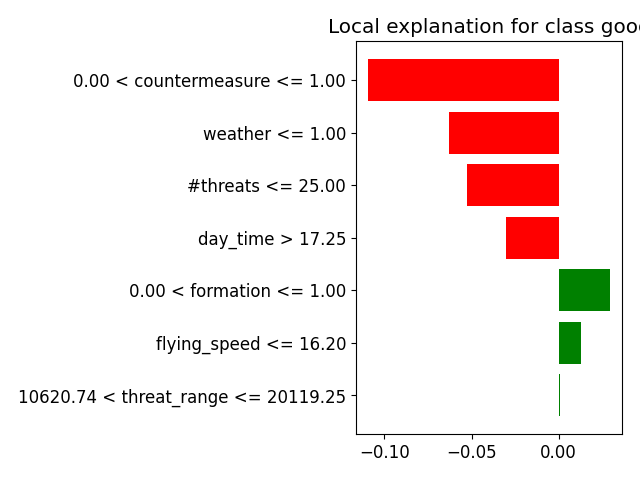 Local explanation for class good
0.00 < countermeasure <= 1.00
weather <= 1.00
#threats <= 25.00
day_time > 17.25
0.00 < formation <= 1.00
flying_speed <= 16.20
10620.74 < threat_range <= 20119.25
−0.10 −0.05 0.00